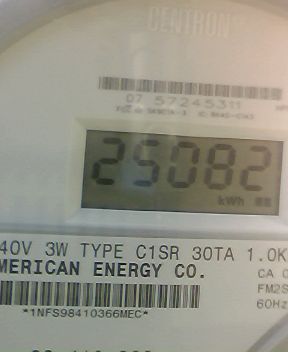 CENTRON
07 57245311
25082
kWh
40V 3W TYPE C1SR 30TA 1.0K
MERICAN ENERGY CO.
CA 0
FM2S
60Hz
*1NFS98410366MEC*